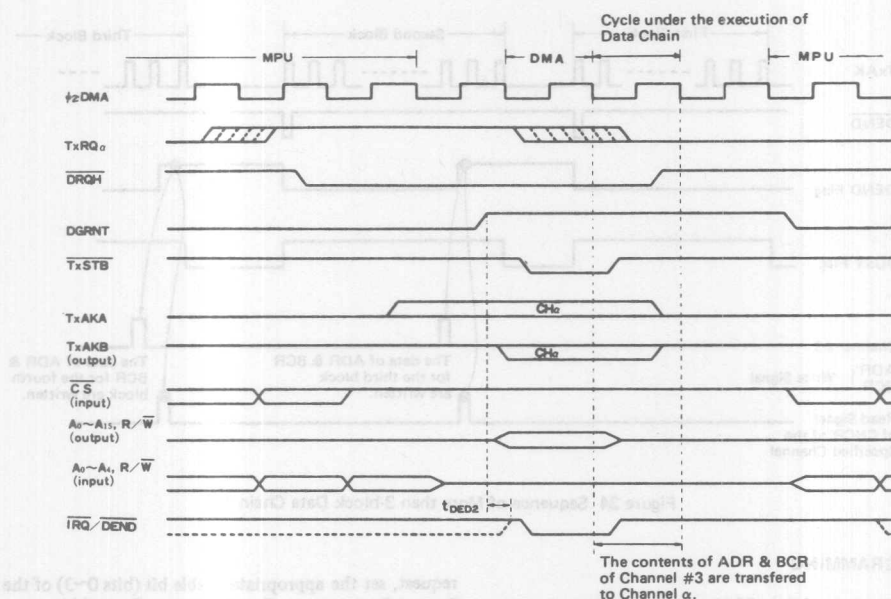 Cycle under the execution of
Data Chain
MPU
DMA
MPU
ϕ2DMA
TxRQα
DRQH
DGRNT
TxSTB
TxAKA
CHα
TxAKB
(output)
CHα
CS
(input)
A0~A15, R/W
(output)
A0~A4, R/W
(input)
tDED2
IRQ/DEND
The contents of ADR & BCR
of Channel #3 are transfered
to Channel α.